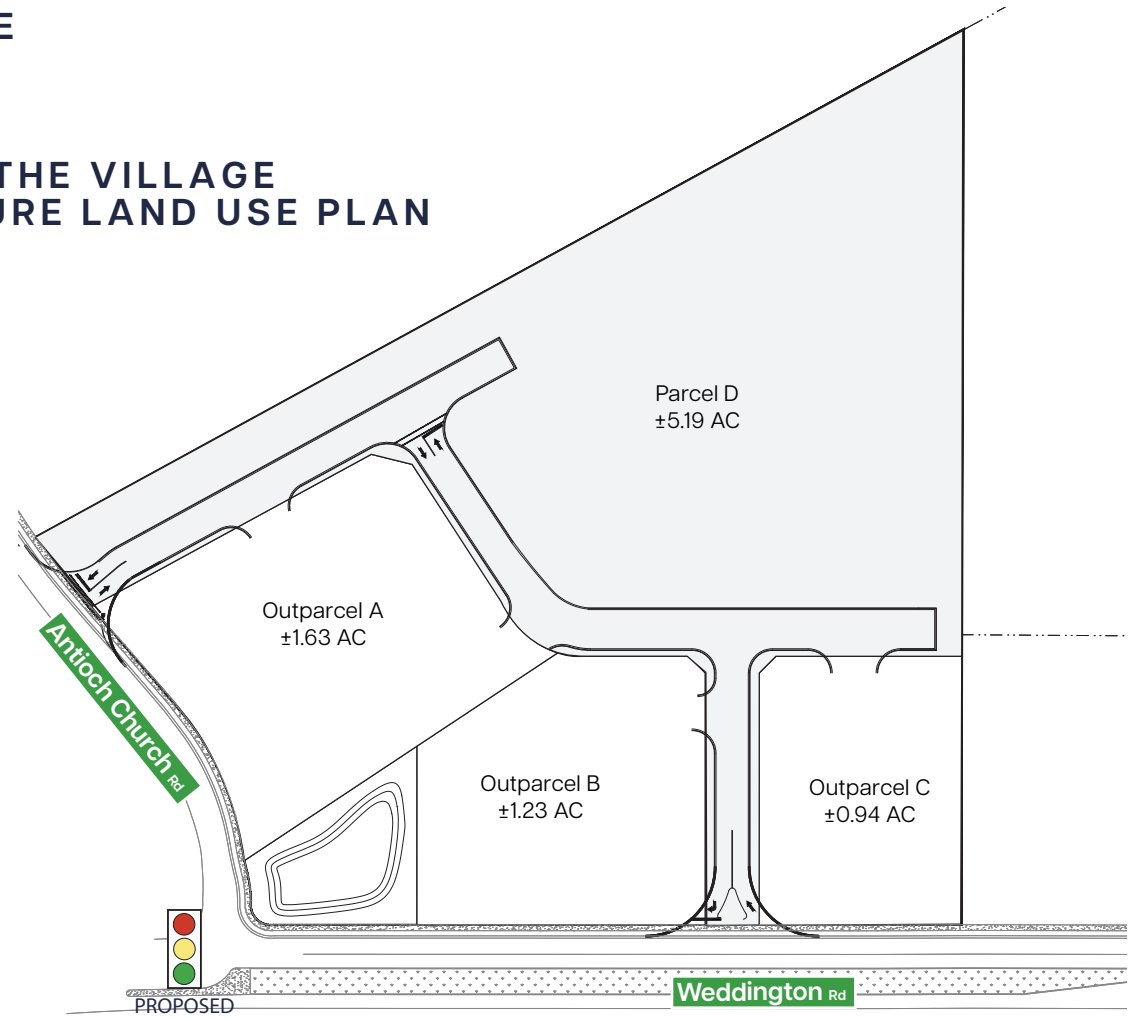 E
THE VILLAGE
URE LAND USE PLAN
Parcel D
±5.19 AC
Outparcel A
±1.63 AC
Antioch Church Rd
Outparcel B
±1.23 AC
Outparcel C
±0.94 AC
Weddington Rd
PROPOSED